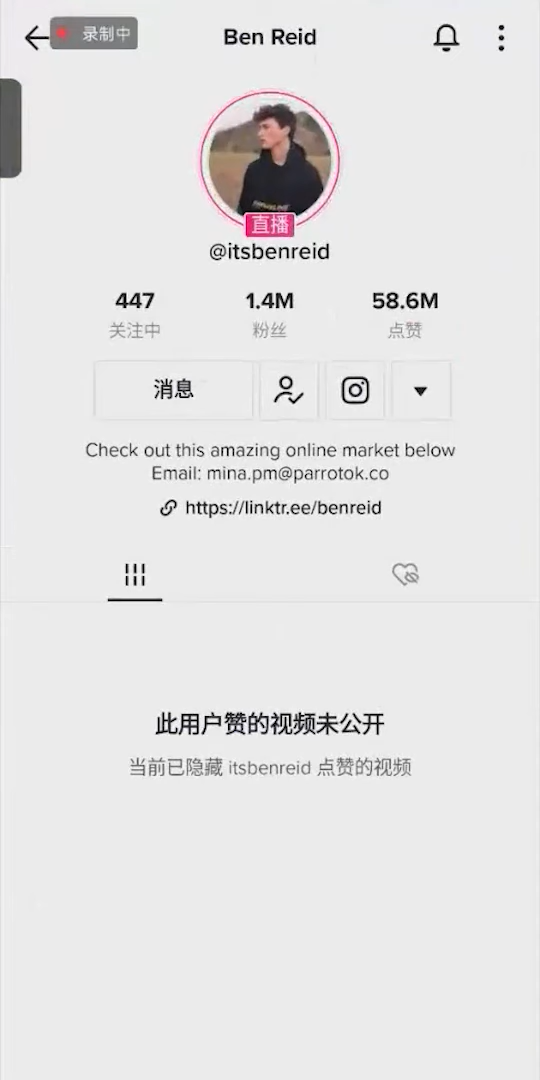 录制中
Ben Reid
直播
@itsbenreid
447
1.4M
58.6M
关注中
粉丝
点赞
消息
Check out this amazing online market below
Email: mina.pm@parrotok.co
https://linktr.ee/benreid
此用户赞的视频未公开
当前已隐藏 itsbenreid 点赞的视频